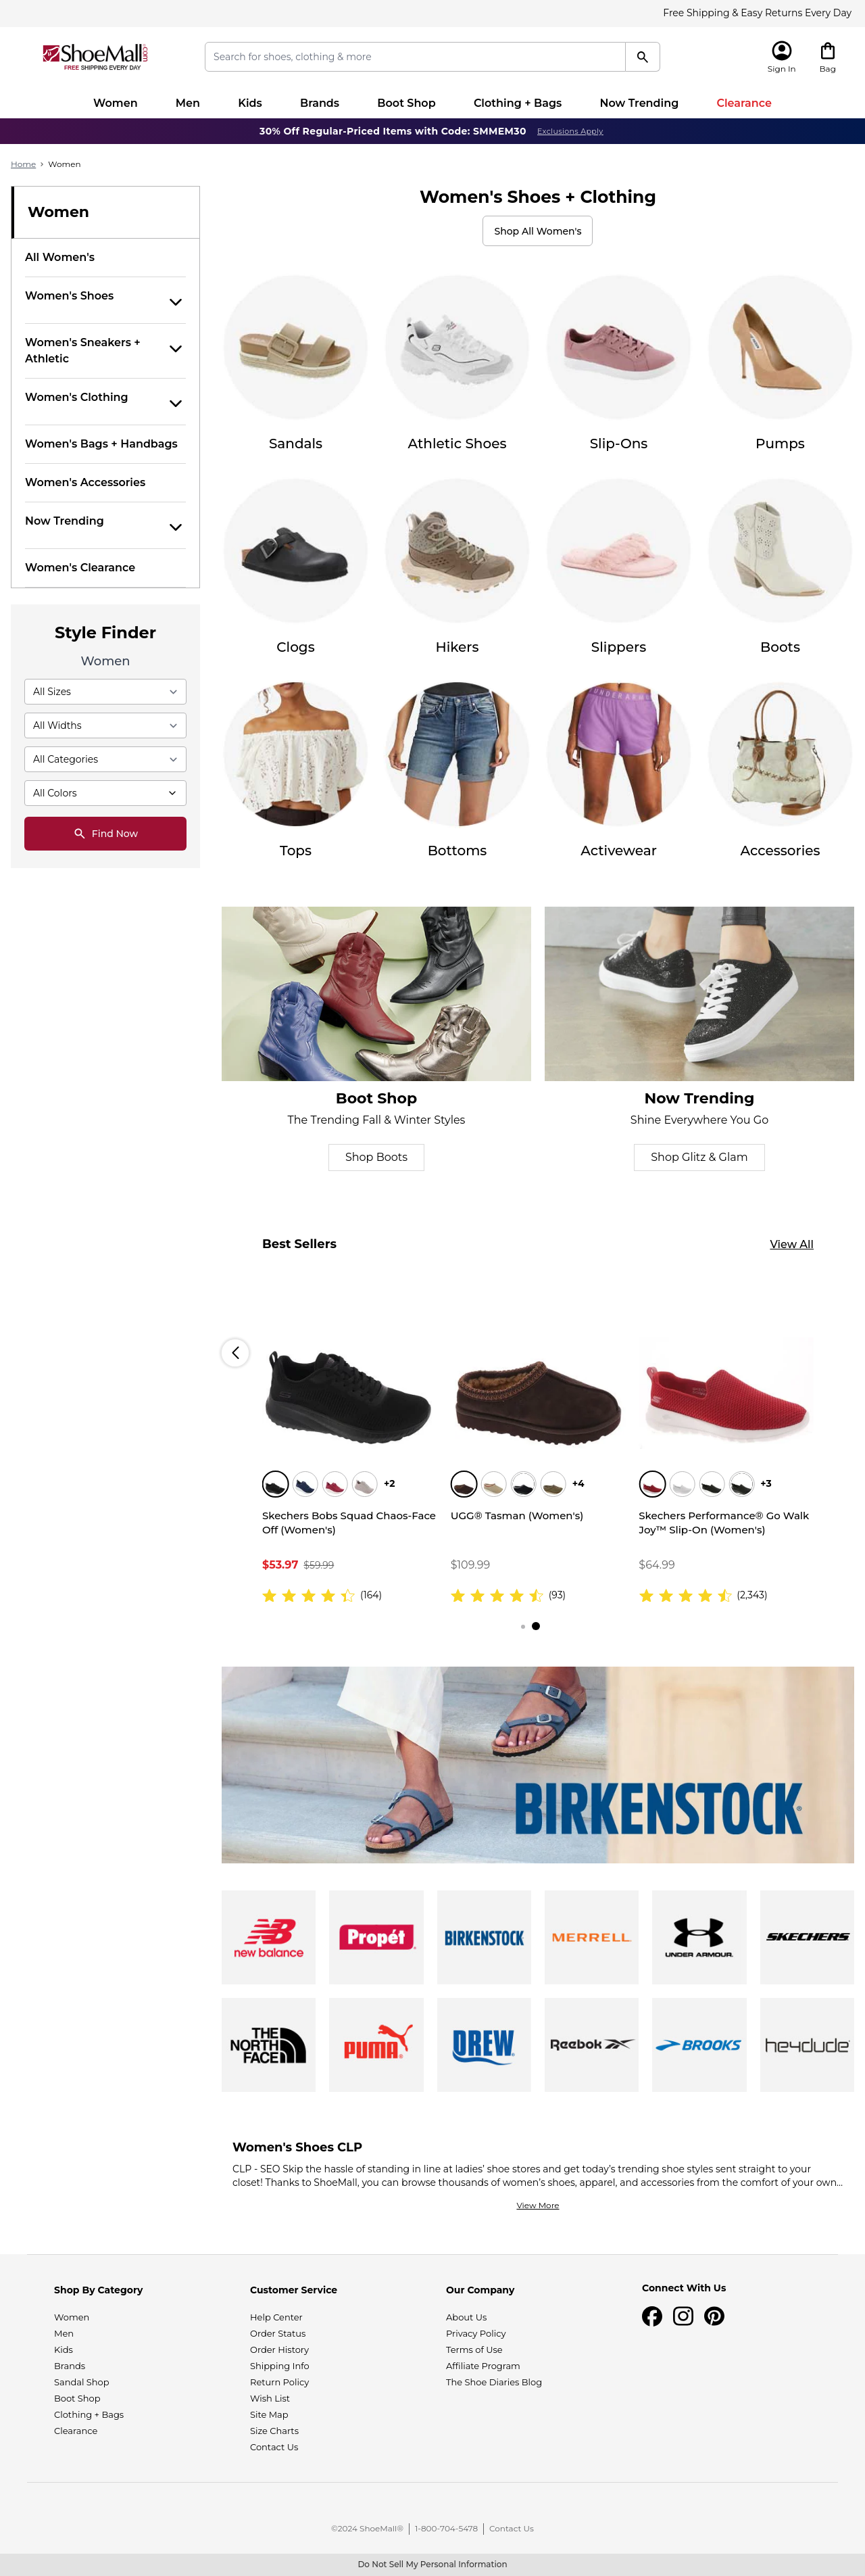 Free Shipping & Easy Returns Every Day
ShoeMall.com
FREE SHIPPING EVERY DAY
Search for shoes, clothing & more
Sign In
Bag
Women
Men
Kids
Brands
Boot Shop
Clothing + Bags
Now Trending
Clearance
30% Off Regular-Priced Items with Code: SMMEM30 Exclusions Apply
Home › Women
Women
All Women's
Women's Shoes
Women's Sneakers +
Athletic
Women's Clothing
Women's Bags + Handbags
Women's Accessories
Now Trending
Women's Clearance
Style Finder
Women
All Sizes
All Widths
All Categories
All Colors
Find Now
Women's Shoes + Clothing
Shop All Women's
Sandals
Athletic Shoes
Slip-Ons
Pumps
Clogs
Hikers
Slippers
Boots
UNDER ARMOUR
Tops
Bottoms
Activewear
Accessories
Boot Shop
The Trending Fall & Winter Styles
Shop Boots
Now Trending
Shine Everywhere You Go
Shop Glitz & Glam
Best Sellers
View All
+2
Skechers Bobs Squad Chaos-Face
Off (Women's)
$53.97 $59.99
(164)
+4
UGG® Tasman (Women's)
$109.99
(93)
+3
Skechers Performance® Go Walk
Joy™ Slip-On (Women's)
$64.99
(2,343)
BIRKENSTOCK®
new balance
Propét
BIRKENSTOCK
MERRELL
UNDER ARMOUR
SKECHERS
THE
NORTH
FACE
PUMA
DREW
Reebok
BROOKS
heydude
Women's Shoes CLP
CLP - SEO Skip the hassle of standing in line at ladies’ shoe stores and get today’s trending shoe styles sent straight to your
closet! Thanks to ShoeMall, you can browse thousands of women’s shoes, apparel, and accessories from the comfort of your own...
View More
Shop By Category
Women
Men
Kids
Brands
Sandal Shop
Boot Shop
Clothing + Bags
Clearance
Customer Service
Help Center
Order Status
Order History
Shipping Info
Return Policy
Wish List
Site Map
Size Charts
Contact Us
Our Company
About Us
Privacy Policy
Terms of Use
Affiliate Program
The Shoe Diaries Blog
Connect With Us
©2024 ShoeMall® | 1-800-704-5478 | Contact Us
Do Not Sell My Personal Information